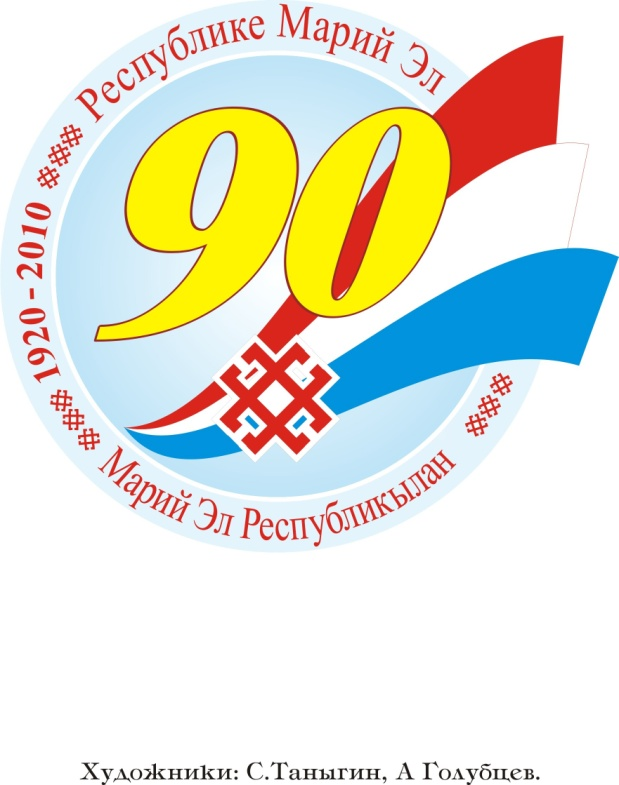 Республике Марий Эл
90
1920-2010
Марий Эл Республикылан
Художники: С.Таныгин, А Голубцев.